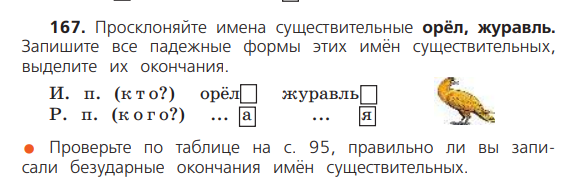 167. Просклоняйте имена существительные орёл, журавль.
Запишите все падежные формы этих имён существительных,
выделите их окончания.
И. п. (кто?) орёл журавль
Р. п. (кого?) ... а ... я
Проверьте по таблице на с. 95, правильно ли вы запи-
сали безударные окончания имён существительных.